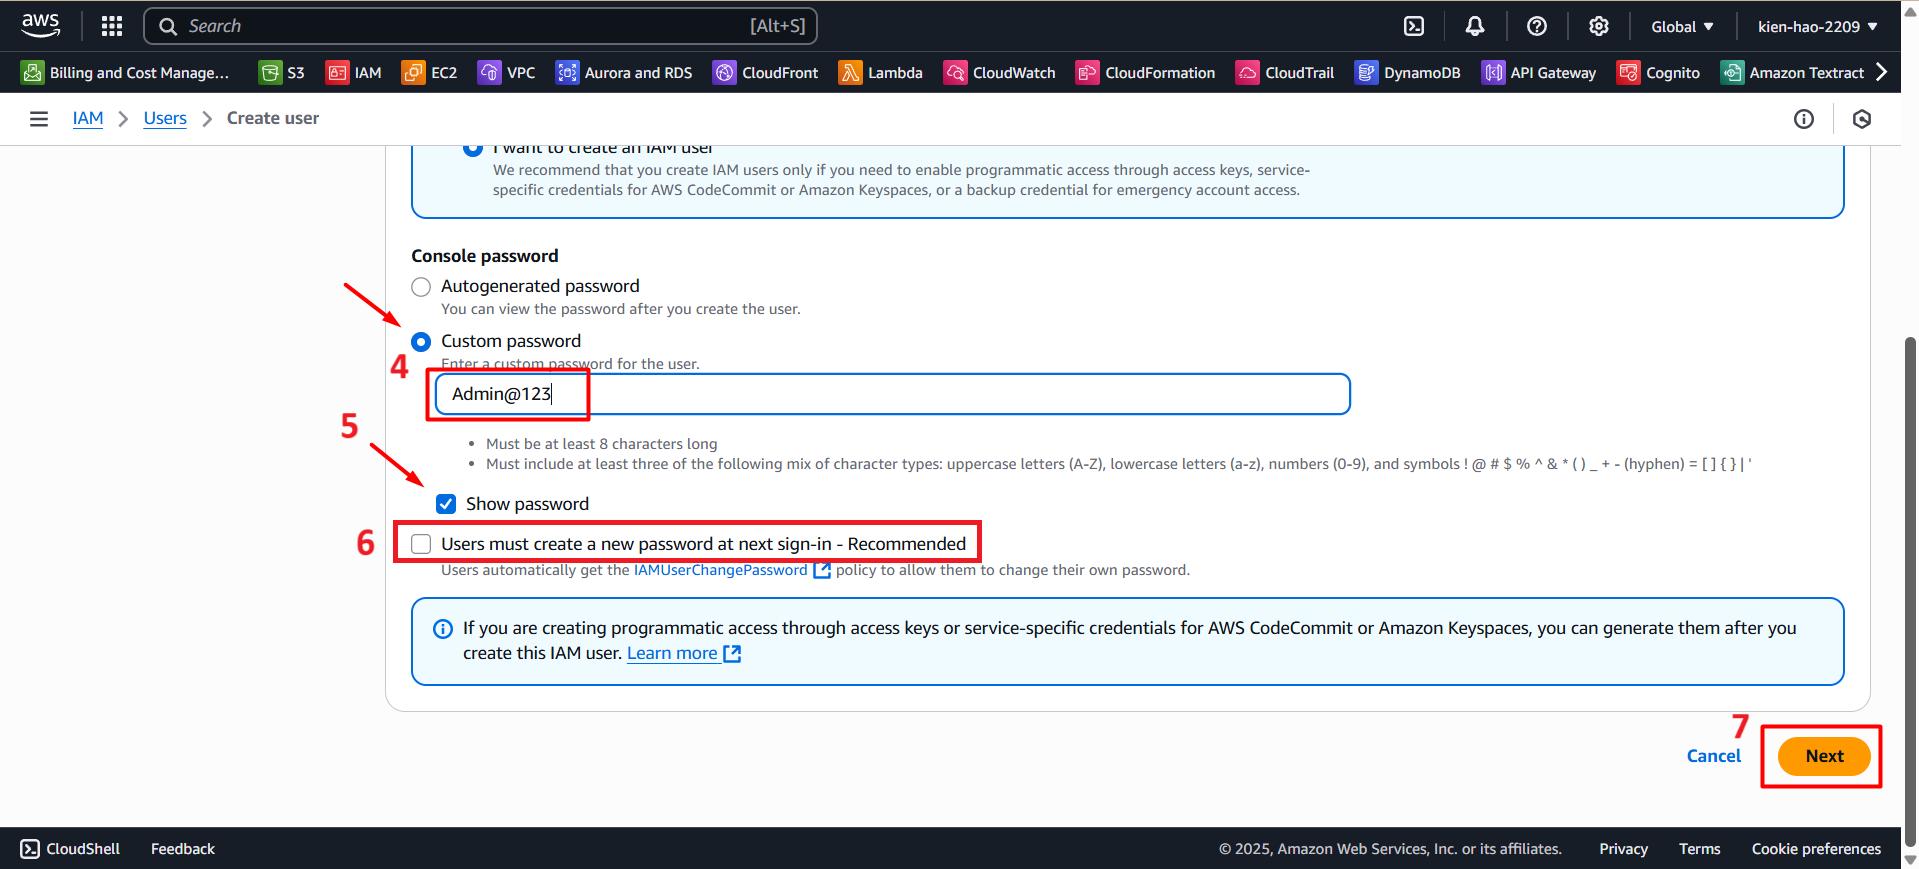 aws
Search
[Alt+S]
Global
kien-hao-2209
Billing and Cost Manage...
S3
IAM
EC2
VPC
Aurora and RDS
CloudFront
Lambda
CloudWatch
CloudFormation
CloudTrail
DynamoDB
API Gateway
Cognito
Amazon Textract
IAM
Users
Create user
I want to create an IAM user
We recommend that you create IAM users only if you need to enable programmatic access through access keys, service-
specific credentials for AWS CodeCommit or Amazon Keyspaces, or a backup credential for emergency account access.
Console password
Autogenerated password
You can view the password after you create the user.
Custom password
4
Enter a custom password for the user.
Admin@123
5
Must be at least 8 characters long
Must include at least three of the following mix of character types: uppercase letters (A-Z), lowercase letters (a-z), numbers (0-9), and symbols ! @ # $ % ^ & * ( ) _ + - (hyphen) = [ ] { } | '
Show password
6
Users must create a new password at next sign-in - Recommended
Users automatically get the IAMUserChangePassword policy to allow them to change their own password.
If you are creating programmatic access through access keys or service-specific credentials for AWS CodeCommit or Amazon Keyspaces, you can generate them after you
create this IAM user. Learn more
7
Cancel
Next
CloudShell
Feedback
© 2025, Amazon Web Services, Inc. or its affiliates.
Privacy
Terms
Cookie preferences